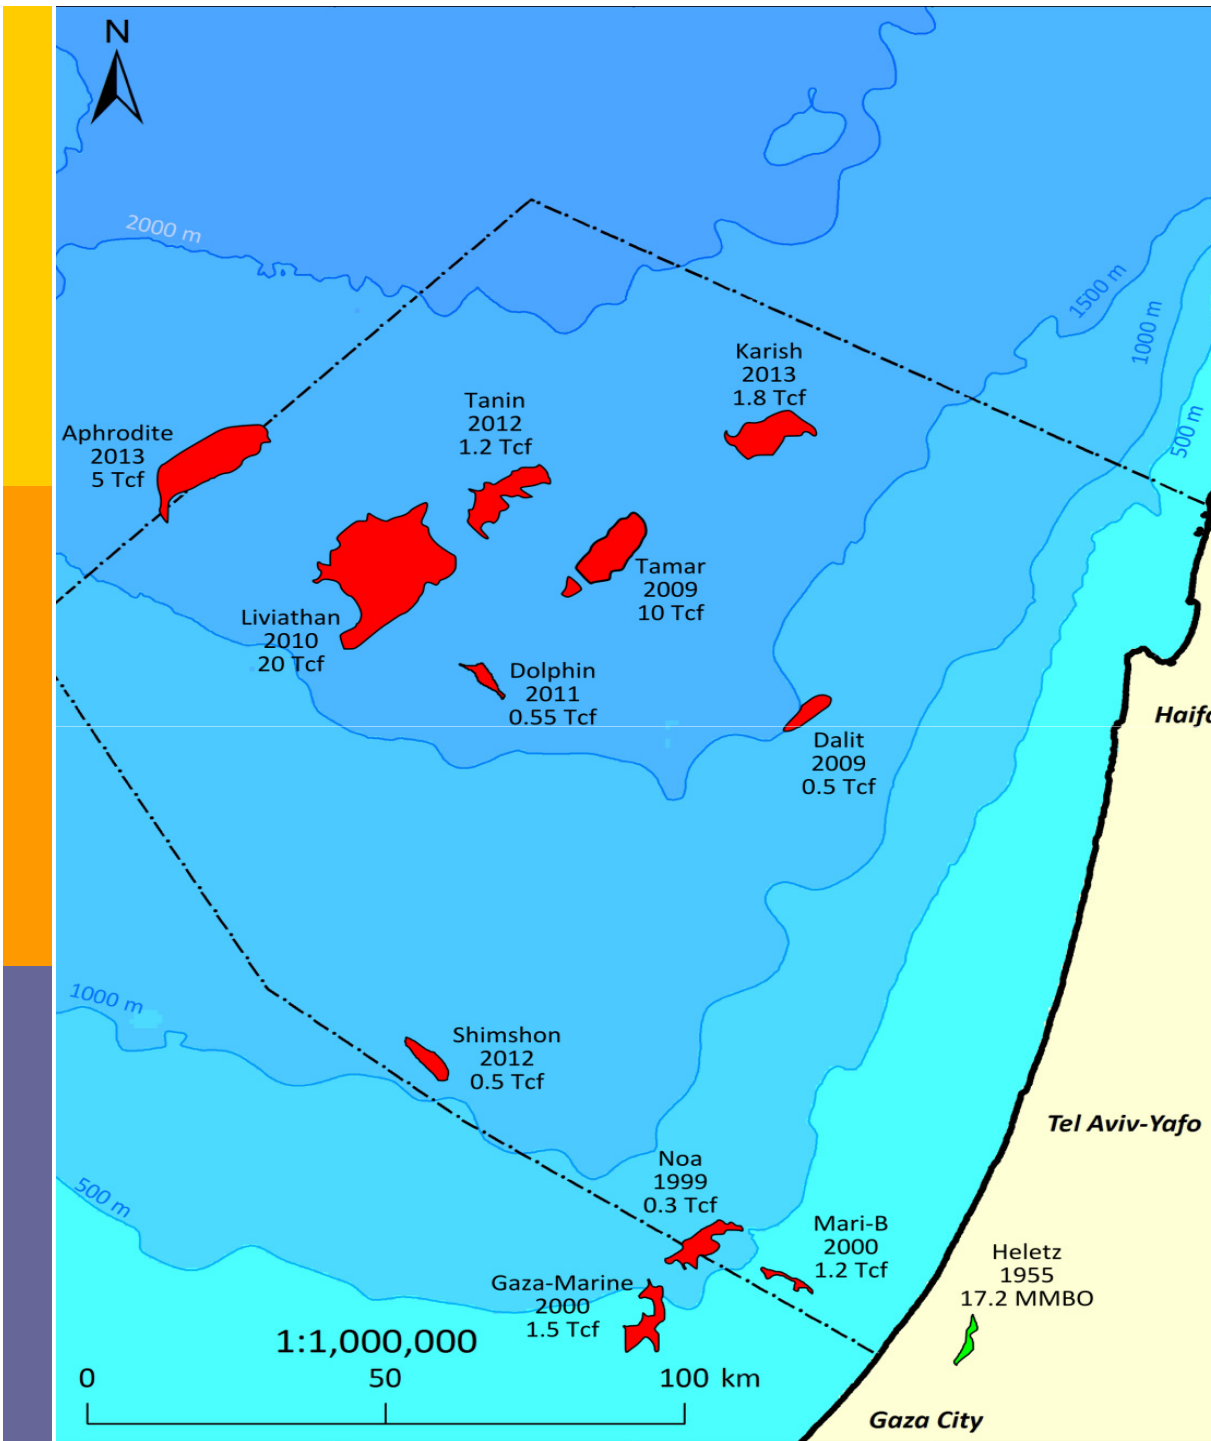 N
2000 m
1500 m
1000 m
500 m
Karish
2013
1.8 Tcf
Tanin
2012
1.2 Tcf
Aphrodite
2013
5 Tcf
Tamar
2009
10 Tcf
Liviathan
2010
20 Tcf
Dolphin
2011
0.55 Tcf
Haifa
Dalit
2009
0.5 Tcf
1000 m
Shimshon
2012
0.5 Tcf
Tel Aviv-Yafo
500 m
Noa
1999
0.3 Tcf
Mari-B
2000
1.2 Tcf
Heletz
1955
17.2 MMBO
Gaza-Marine
2000
1.5 Tcf
1:1,000,000
0 50 100 km
Gaza City